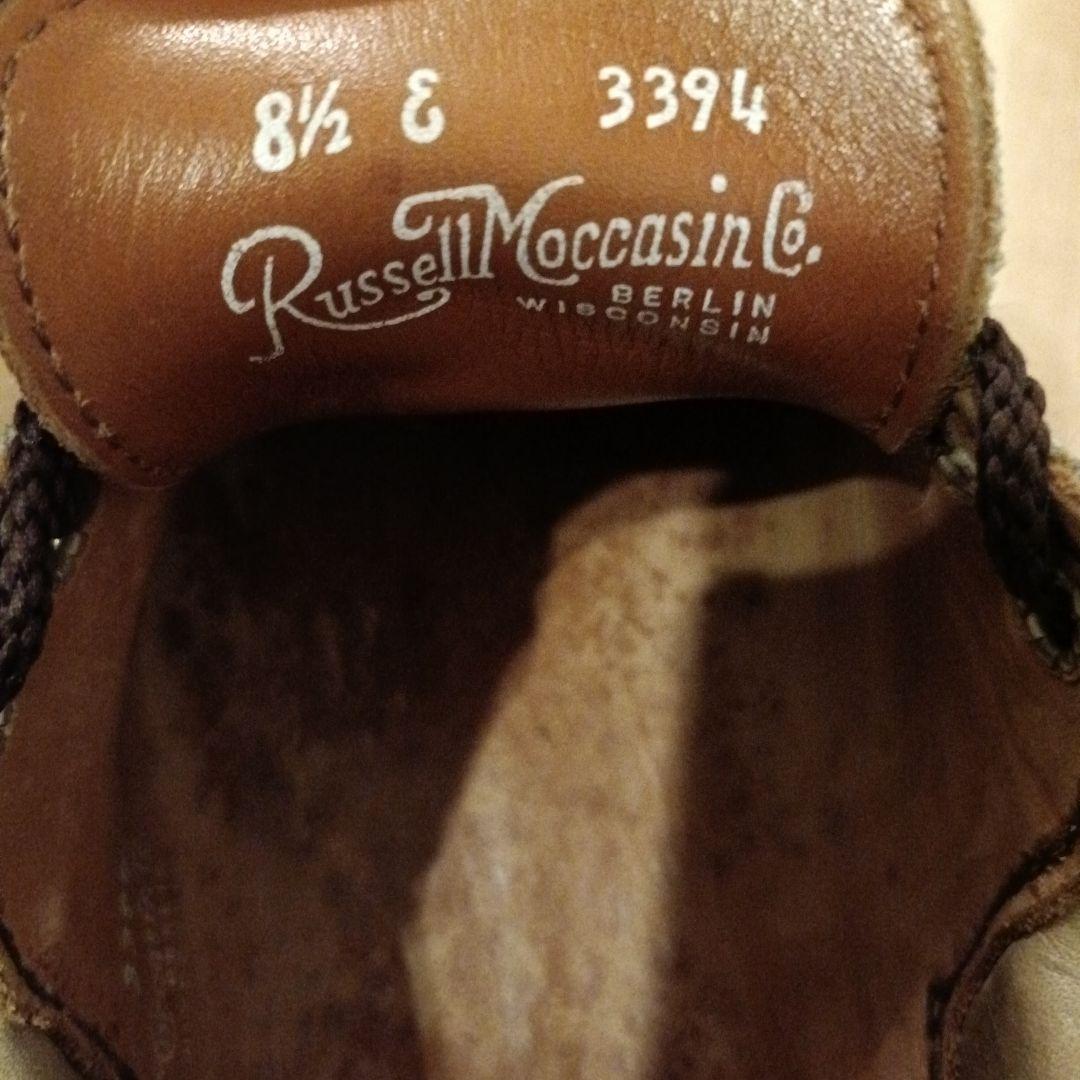 8½ E 3394
Russell Moccasin Co.
BERLIN
WISCONSIN